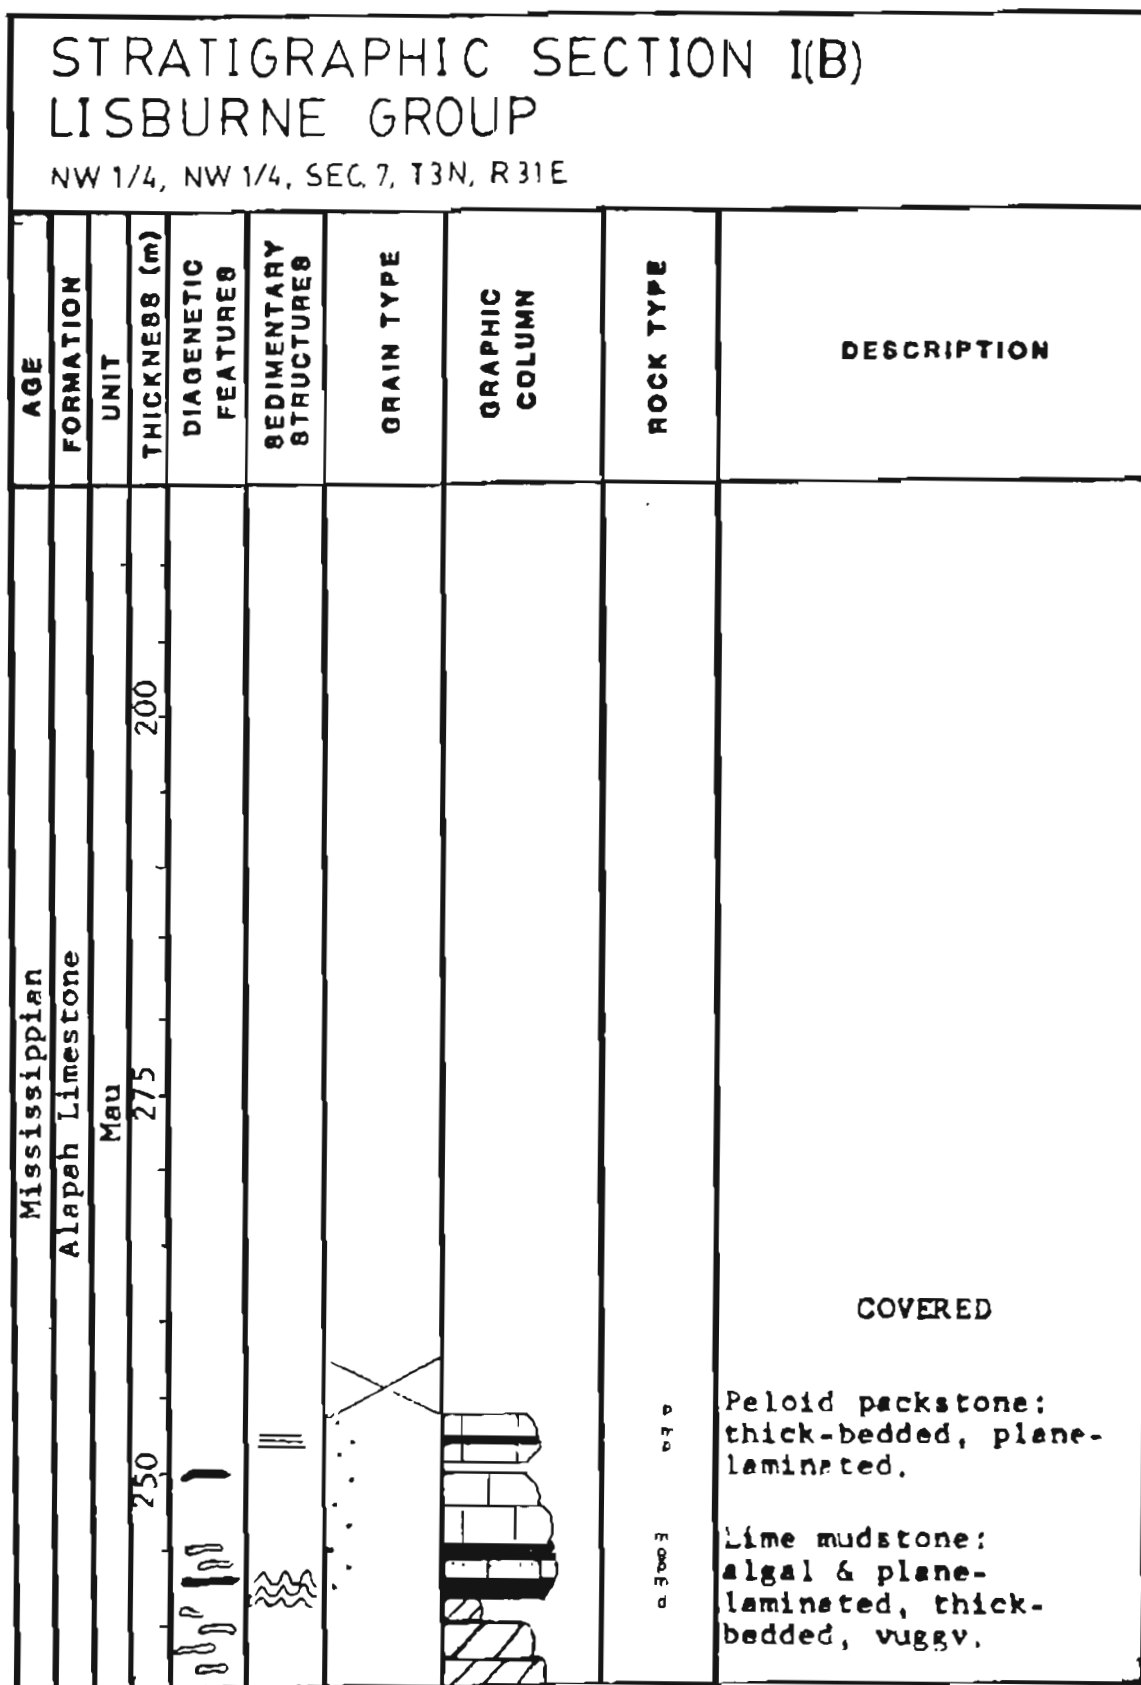 STRATIGRAPHIC SECTION I(B)
LISBURNE GROUP
NW 1/4, NW 1/4, SEC. 7, T3N, R31E
AGE
FORMATION
UNIT
THICKNESS (m)
DIAGENETIC
FEATURES
SEDIMENTARY
STRUCTURES
GRAIN TYPE
GRAPHIC
COLUMN
ROCK TYPE
DESCRIPTION
Mississippian
Alapah Limestone
Mau
200
275
250
COVERED
Peloid packstone:
thick-bedded, plane-
laminated.
Lime mudstone:
algal & plane-
laminated, thick-
bedded, vuggy.
p
m
p
m
m
d